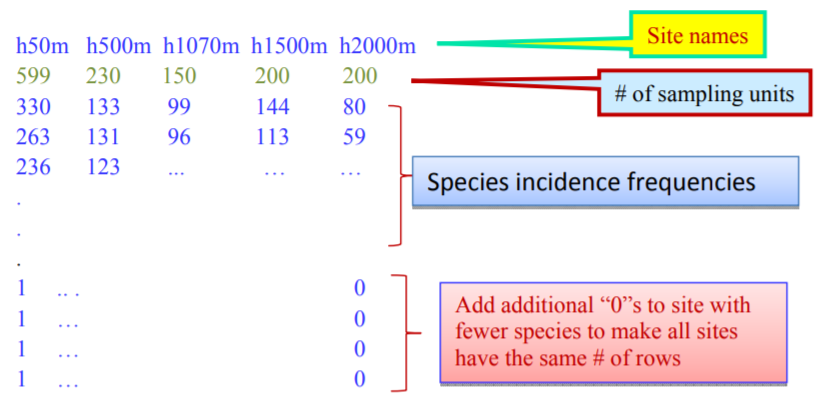 h50m h500m h1070m h1500m h2000m
Site names
599 230 150 200 200
# of sampling units
330 133 99 144 80
263 131 96 113 59
236 123 ... ... ...
Species incidence frequencies
.
.
.
1 .. . 0
1 ... 0
1 ... 0
1 ... 0
Add additional “0”s to site with
fewer species to make all sites
have the same # of rows